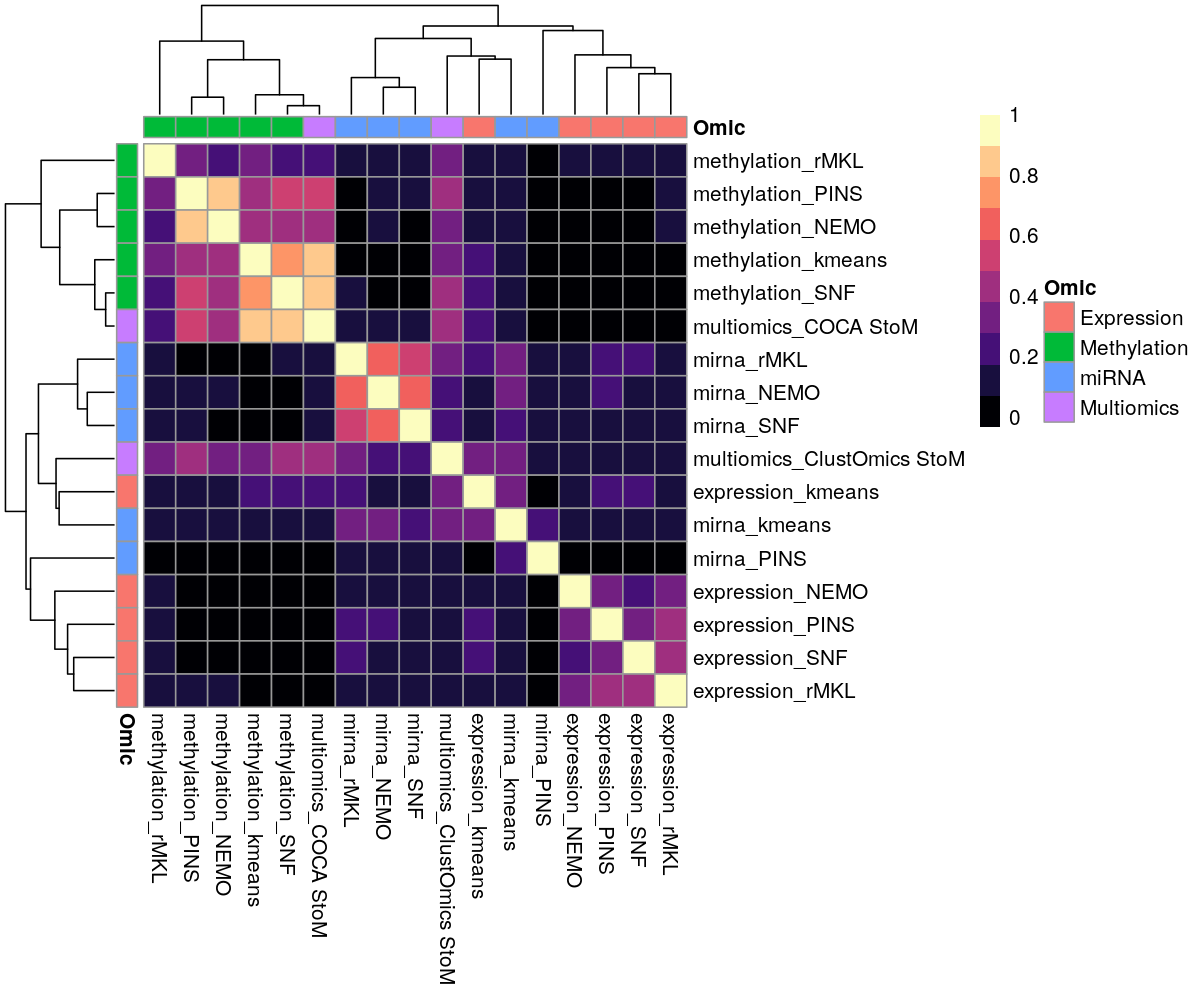 Omic
methylation_rMKL
methylation_PINS
methylation_NEMO
methylation_kmeans
methylation_SNF
multiomics_COCA StoM
mirna_rMKL
mirna_NEMO
mirna_SNF
multiomics_ClustOmics StoM
expression_kmeans
mirna_kmeans
mirna_PINS
expression_NEMO
expression_PINS
expression_SNF
expression_rMKL
1
0.8
0.6
0.4
0.2
0
Omic
Expression
Methylation
miRNA
Multiomics
Omic
methylation_rMKL
methylation_PINS
methylation_NEMO
methylation_kmeans
methylation_SNF
multiomics_COCA StoM
mirna_rMKL
mirna_NEMO
mirna_SNF
multiomics_ClustOmics StoM
expression_kmeans
mirna_kmeans
mirna_PINS
expression_NEMO
expression_PINS
expression_SNF
expression_rMKL